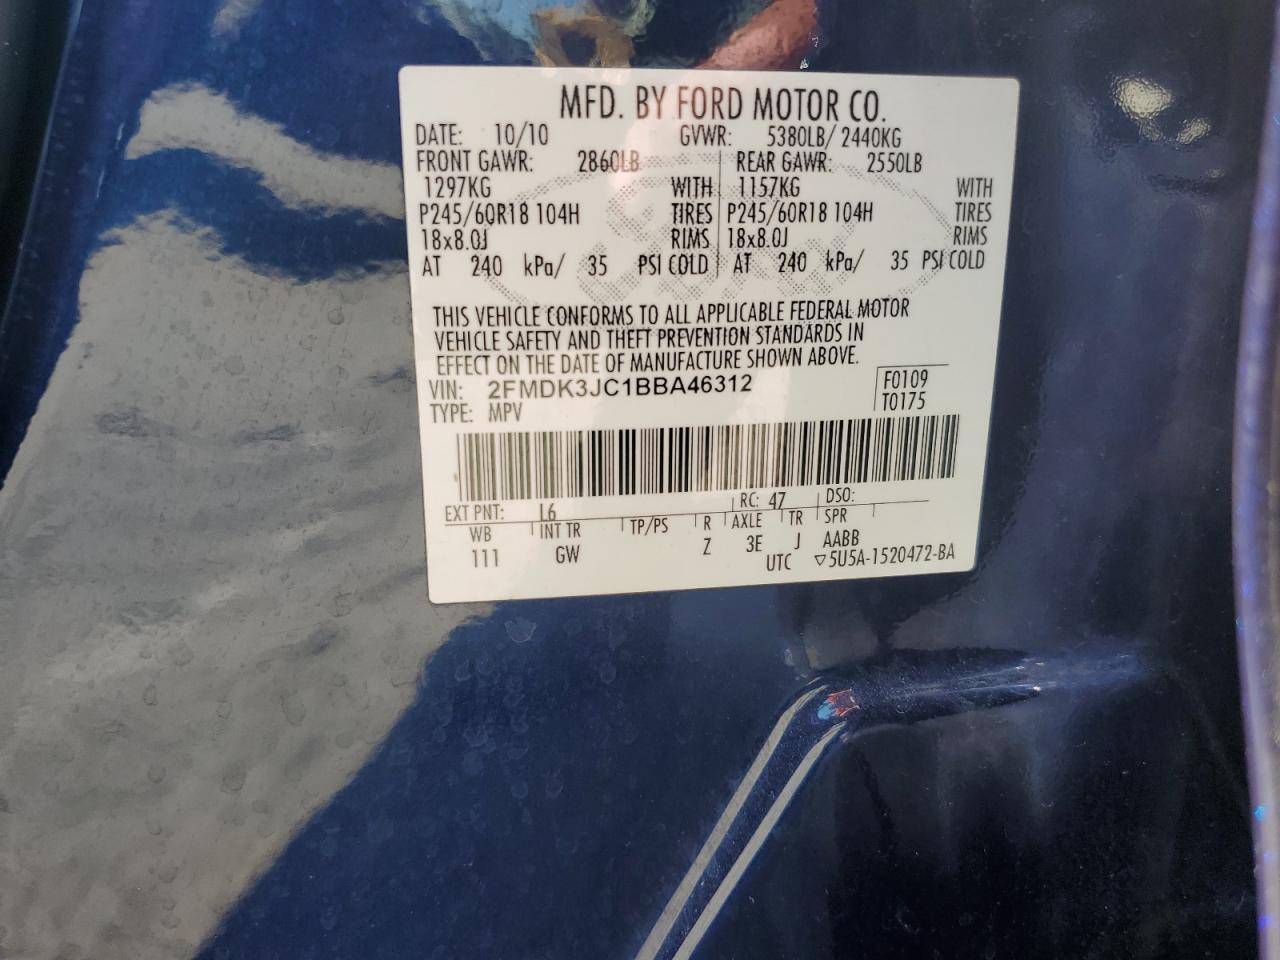 MFD. BY FORD MOTOR CO.
DATE: 10/10 GVWR: 5380LB/ 2440KG
FRONT GAWR: 2860LB REAR GAWR: 2550LB
1297KG WITH 1157KG WITH
P245/60R18 104H TIRES P245/60R18 104H TIRES
18x8.0J RIMS 18x8.0J RIMS
AT 240 kPa/ 35 PSI COLD AT 240 kPa/ 35 PSI COLD
THIS VEHICLE CONFORMS TO ALL APPLICABLE FEDERAL MOTOR
VEHICLE SAFETY AND THEFT PREVENTION STANDARDS IN
EFFECT ON THE DATE OF MANUFACTURE SHOWN ABOVE.
VIN: 2FMDK3JC1BBA46312 F0109
TYPE: MPV T0175
EXT PNT: L6 RC: 47 DSO:
WB INT TR TP/PS R AXLE TR SPR
111 GW Z 3E J AABB
UTC ▽5U5A-1520472-BA